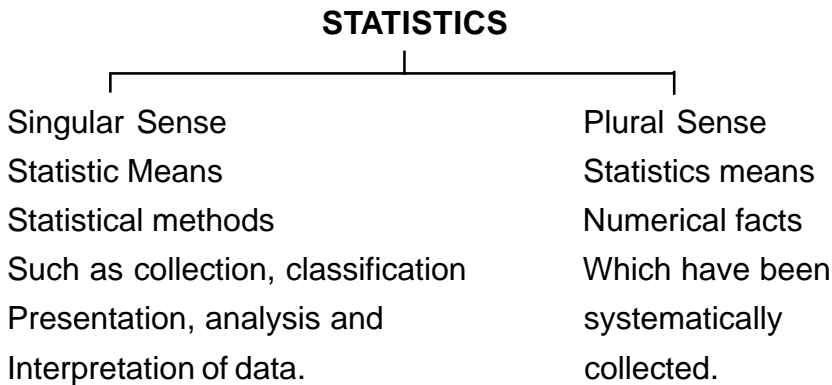 STATISTICS
Singular Sense
Statistic Means
Statistical methods
Such as collection, classification
Presentation, analysis and
Interpretation of data.
Plural Sense
Statistics means
Numerical facts
Which have been
systematically
collected.